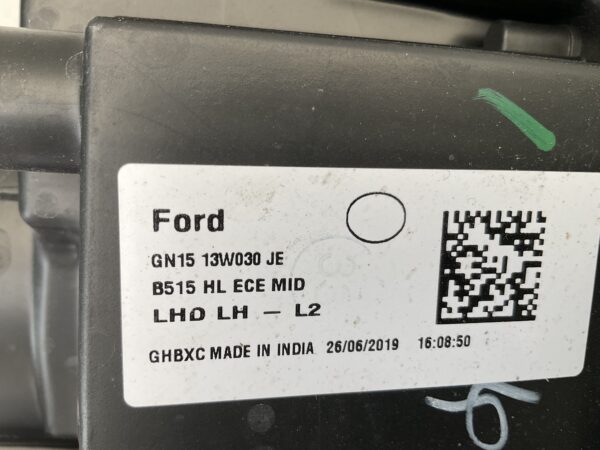 Ford
GN15 13W030 JE
B515 HL ECE MID
LHD LH - L2
GHBXC MADE IN INDIA 26/06/2019 16:08:50